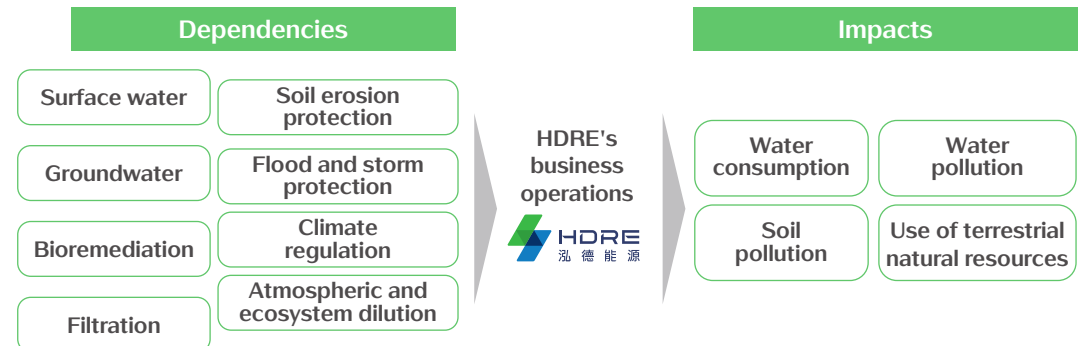 Dependencies
Surface water
Groundwater
Bioremediation
Filtration
Soil erosion
protection
Flood and storm
protection
Climate
regulation
Atmospheric and
ecosystem dilution
HDRE's
business
operations
HDRE
泓德能源
Impacts
Water
consumption
Water
pollution
Soil
pollution
Use of terrestrial
natural resources